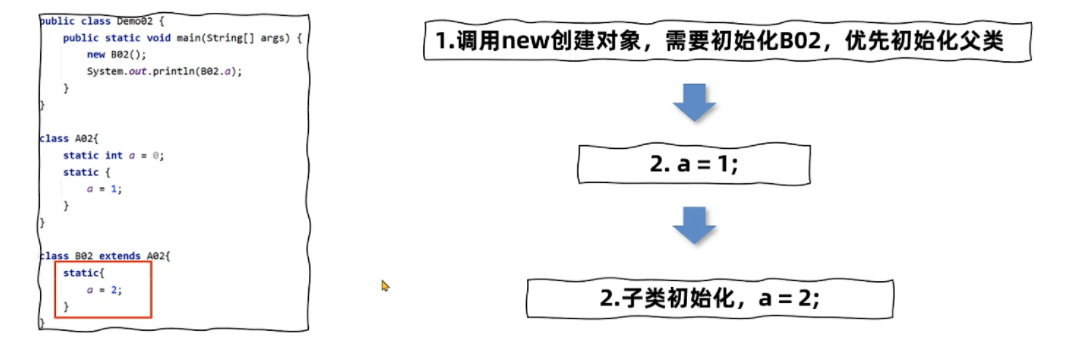 public class Demo02 {
public static void main(String[] args) {
new B02();
System.out.println(B02.a);
}
}
class A02{
static int a = 0;
static {
a = 1;
}
}
class B02 extends A02{
static{
a = 2;
}
}
1.调用new创建对象，需要初始化B02，优先初始化父类
2. a = 1;
2.子类初始化，a = 2;